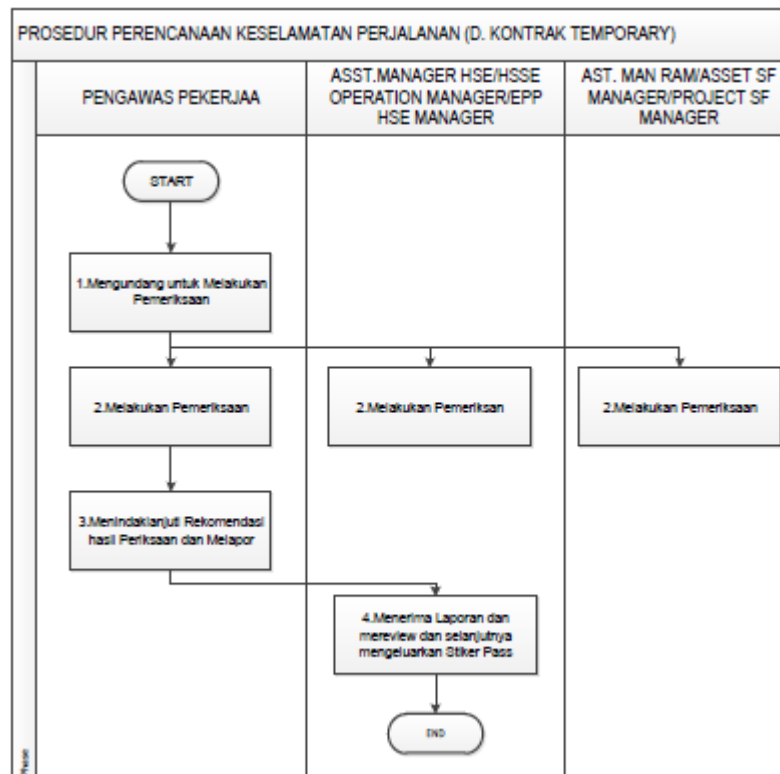 PROSEDUR PERENCANAAN KESELAMATAN PERJALANAN (D. KONTRAK TEMPORARY)
PENGAWAS PEKERJAA
ASST.MANAGER HSE/HSSE
OPERATION MANAGER/EPP
HSE MANAGER
AST. MAN RAM/ASSET SF
MANAGER/PROJECT SF
MANAGER
START
1.Mengundang untuk Melakukan
Pemeriksaan
2.Melakukan Pemeriksaan
2.Melakukan Pemeriksan
2.Melakukan Pemeriksaan
3.Menindaklanjuti Rekomendasi
hasil Periksaan dan Melapor
4.Menerima Laporan dan
mereview dan selanjutnya
mengeluarkan Stiker Pass
END
Phase